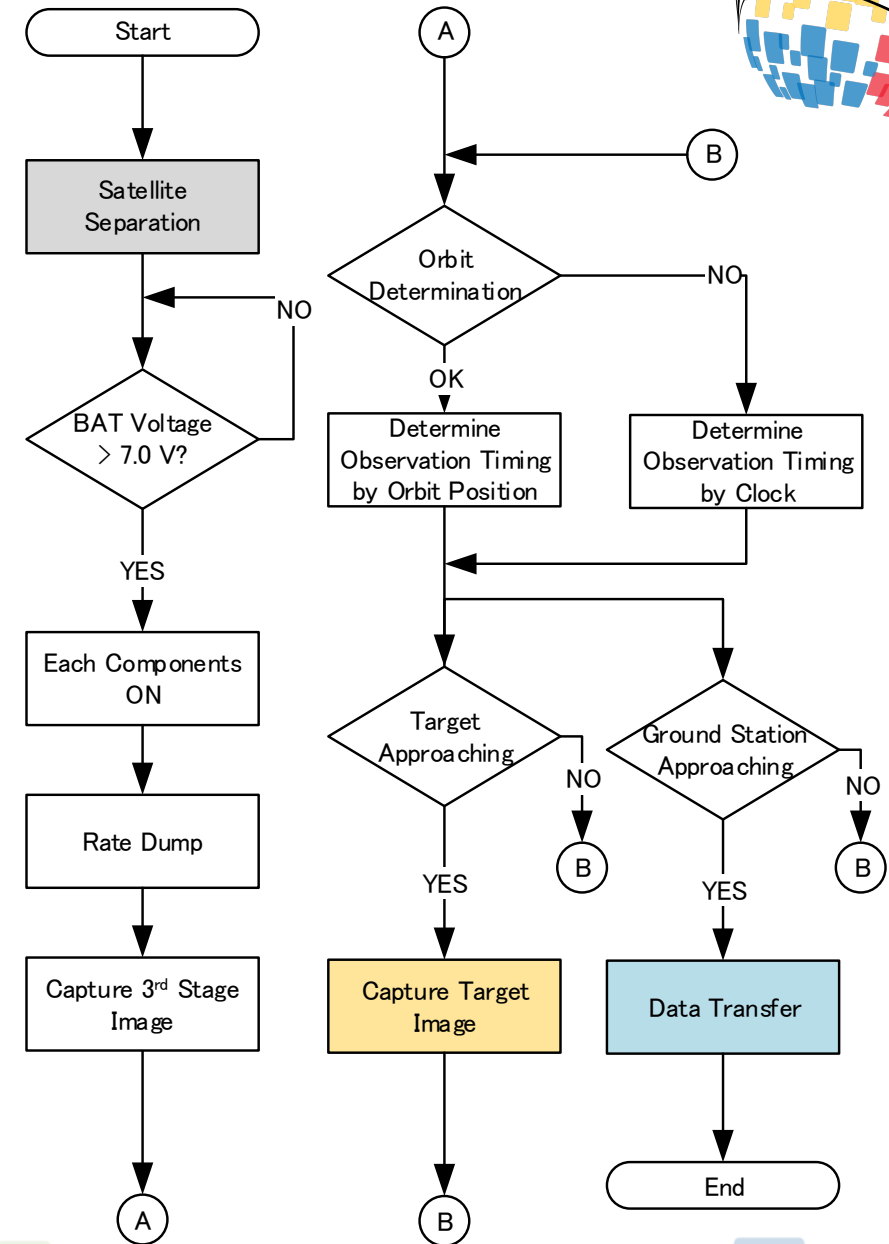 Start
Satellite
Separation
NO
BAT Voltage
> 7.0 V?
YES
Each Components
ON
Rate Dump
Capture 3rd Stage
Image
A
A
B
Orbit
Determination
NO
OK
Determine
Observation Timing
by Orbit Position
Determine
Observation Timing
by Clock
Target
Approaching
NO
B
YES
Capture Target
Image
B
Ground Station
Approaching
NO
B
YES
Data Transfer
End